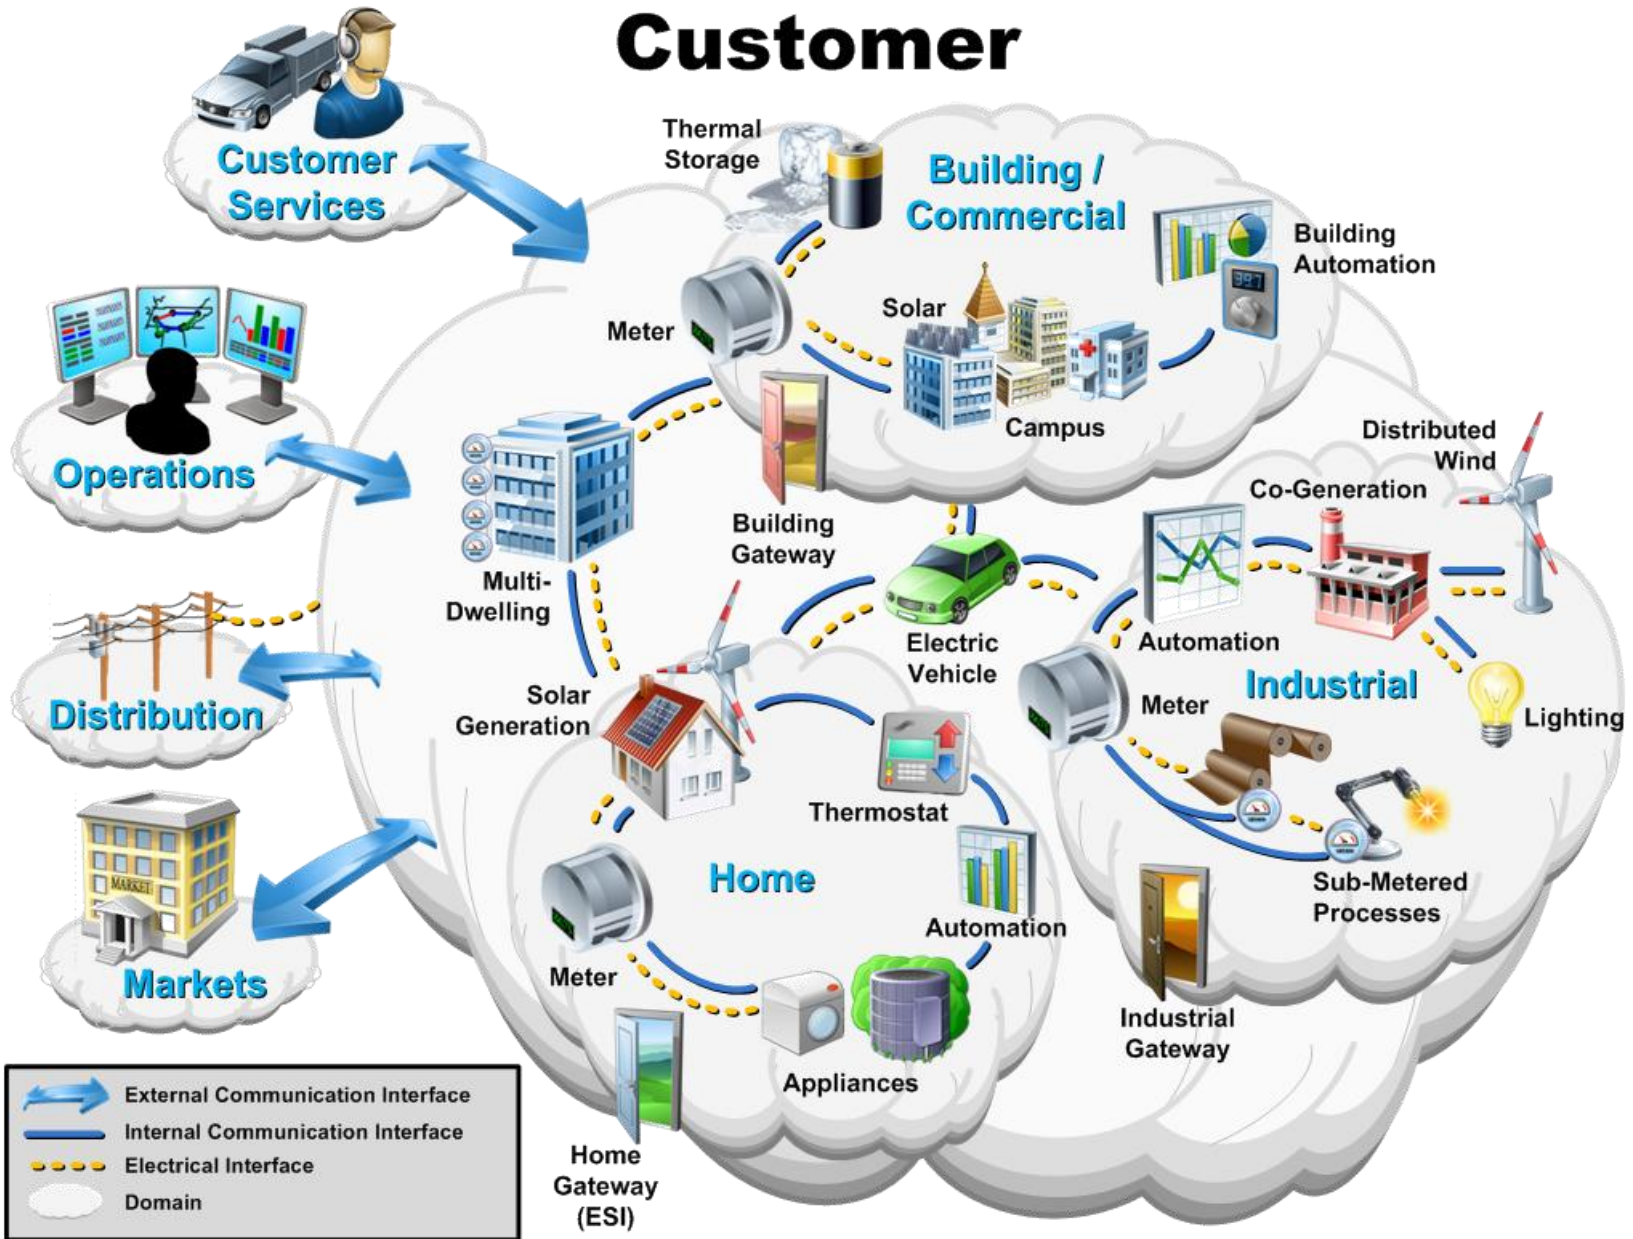 Customer
Customer
Services
Thermal
Storage
Building /
Commercial
Building
Automation
Meter
Solar
Campus
Operations
Multi-
Dwelling
Building
Gateway
Distributed
Wind
Co-Generation
Electric
Vehicle
Automation
Industrial
Meter
Lighting
Sub-Metered
Processes
Industrial
Gateway
Distribution
Solar
Generation
Thermostat
Home
Automation
Meter
Appliances
Home
Gateway
(ESI)
MARKET
Markets
External Communication Interface
Internal Communication Interface
Electrical Interface
Domain